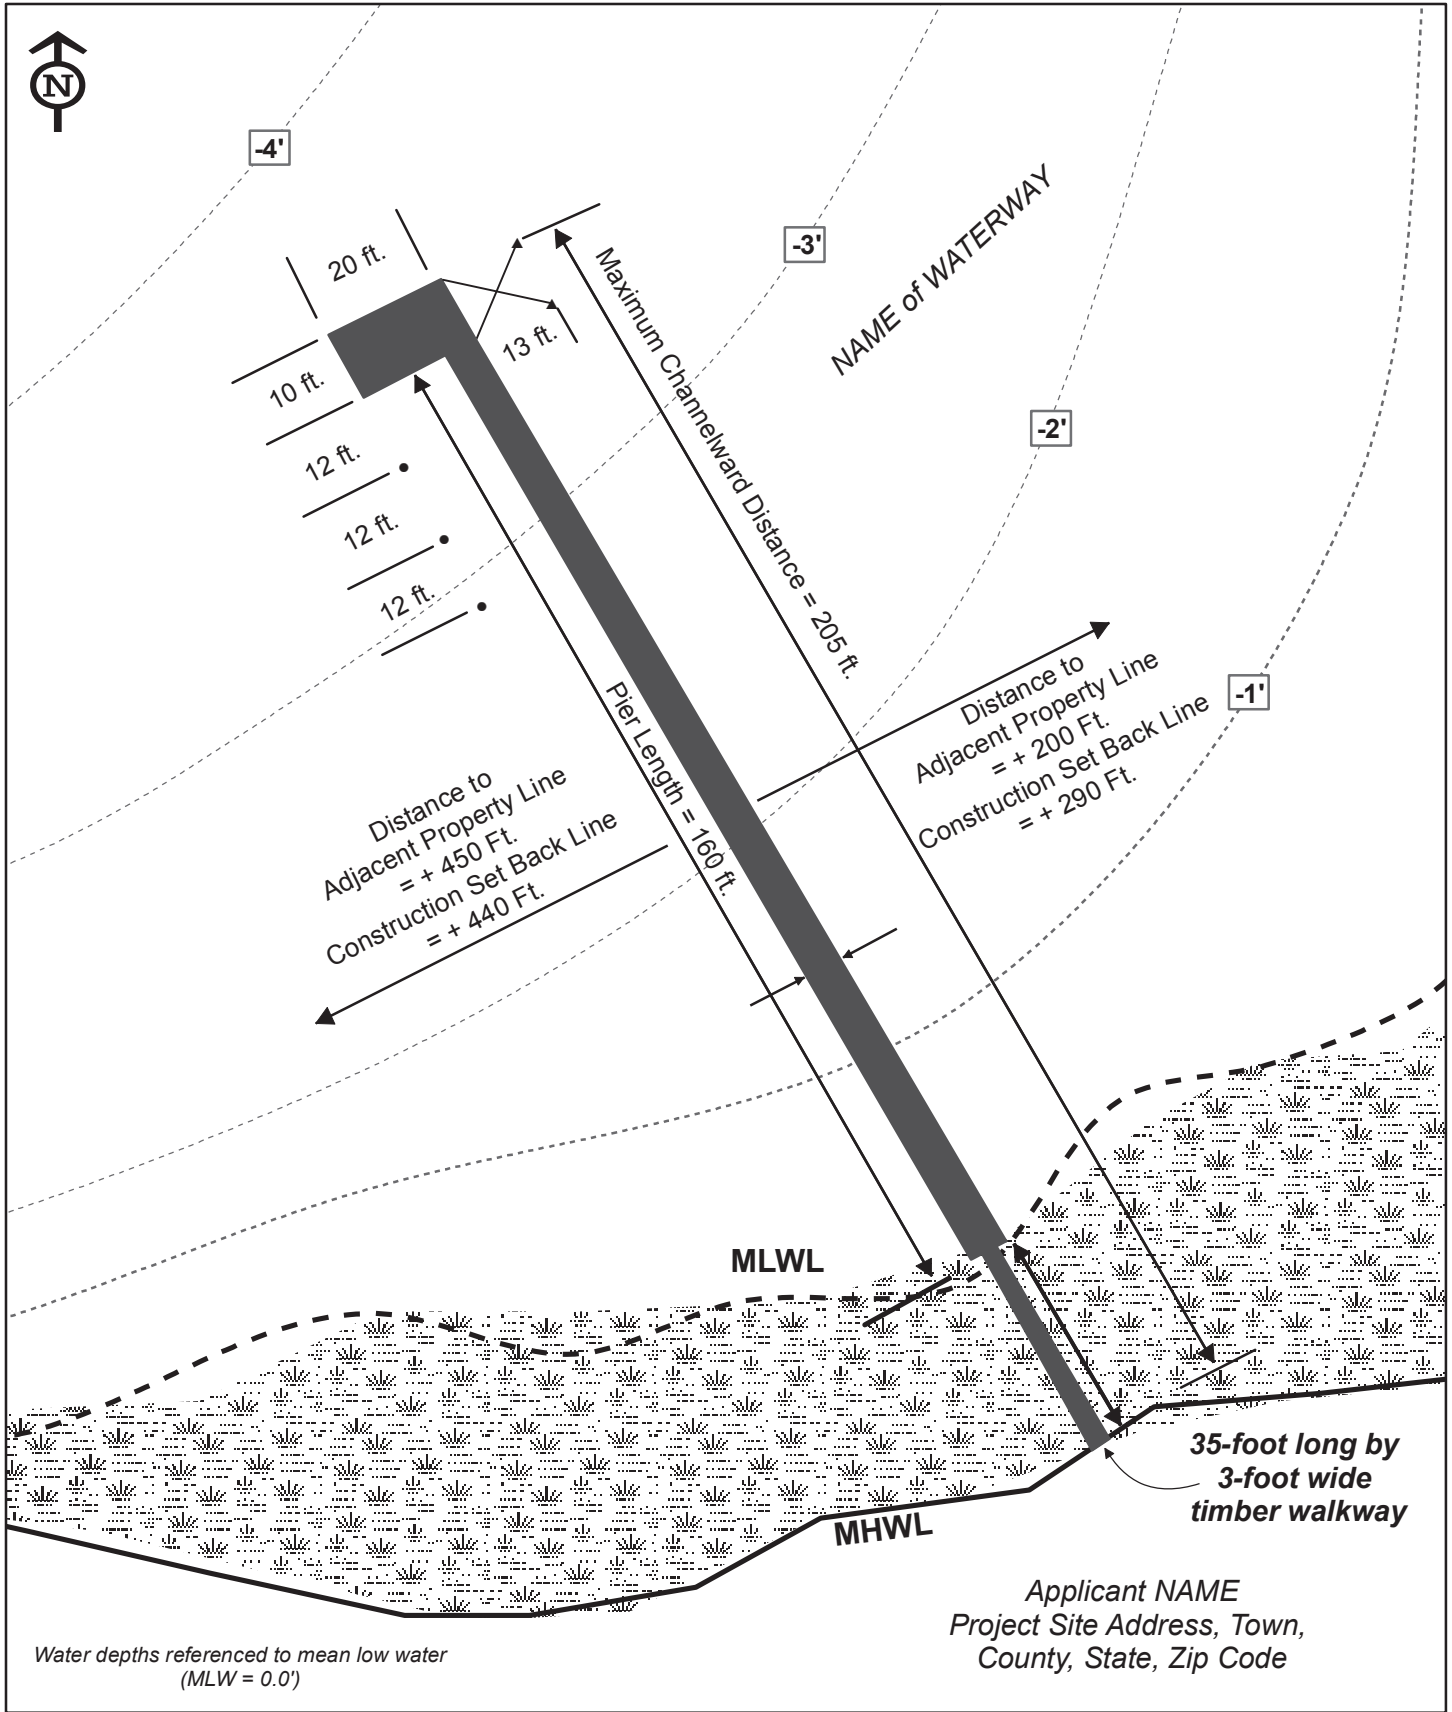 N
-4'
20 ft.
-3'
NAME of WATERWAY
Maximum Channelward Distance = 205 ft.
13 ft.
10 ft.
-2'
12 ft.
12 ft.
12 ft.
Pier Length = 160 ft.
Distance to
Adjacent Property Line
= + 200 Ft.
Construction Set Back Line
= + 290 Ft.
-1'
Distance to
Adjacent Property Line
= + 450 Ft.
Construction Set Back Line
= + 440 Ft.
MLWL
35-foot long by
3-foot wide
timber walkway
MHWL
Applicant NAME
Project Site Address, Town,
County, State, Zip Code
Water depths referenced to mean low water
(MLW = 0.0')